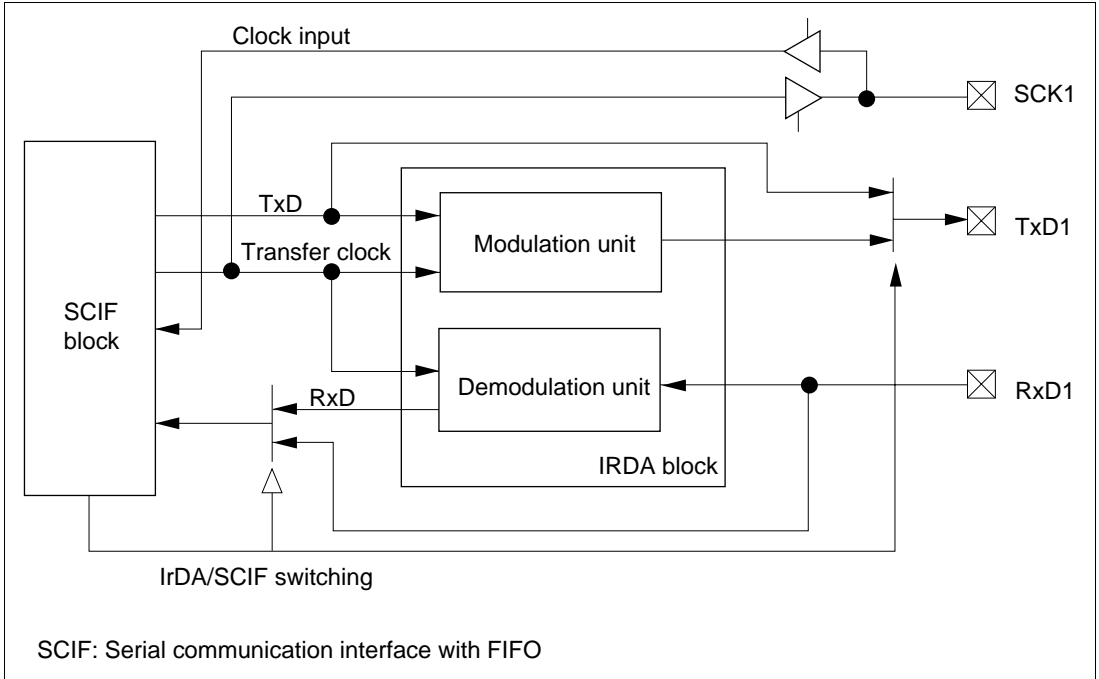 Clock input
SCK1
TxD
TxD1
Modulation unit
Transfer clock
SCIF
block
Demodulation unit
RxD1
RxD
IRDA block
IrDA/SCIF switching
SCIF: Serial communication interface with FIFO